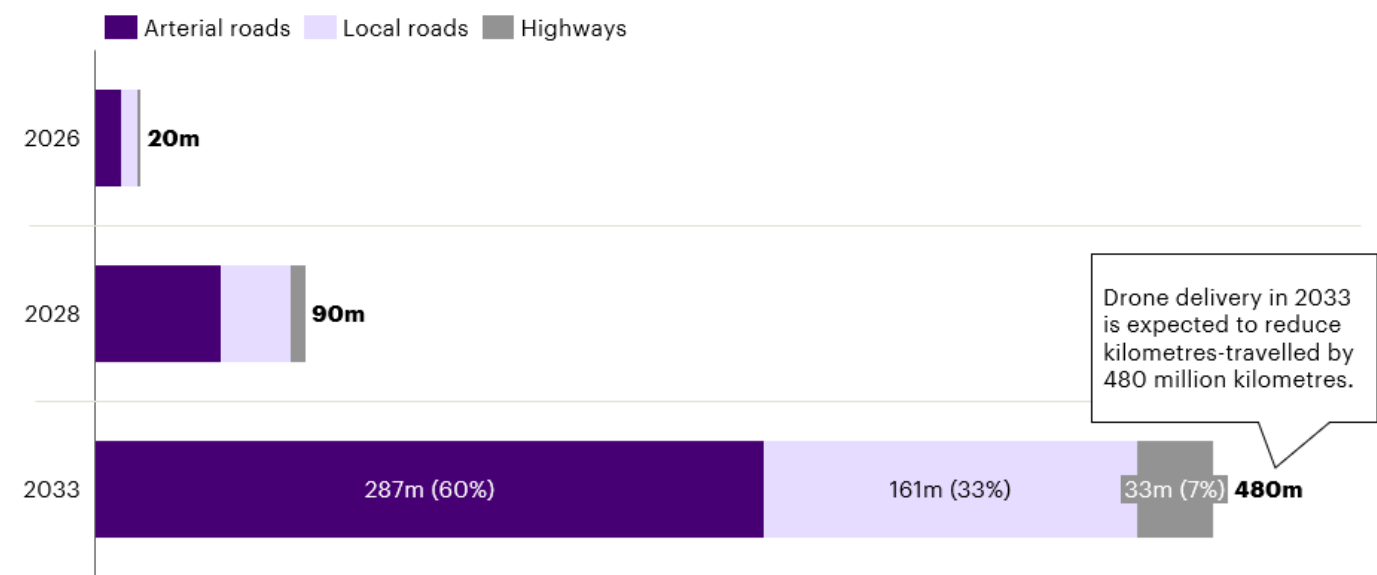 Arterial roads Local roads Highways
2026 20m
2028 90m
Drone delivery in 2033
is expected to reduce
kilometres-travelled by
480 million kilometres.
2033 287m (60%) 161m (33%) 33m (7%) 480m